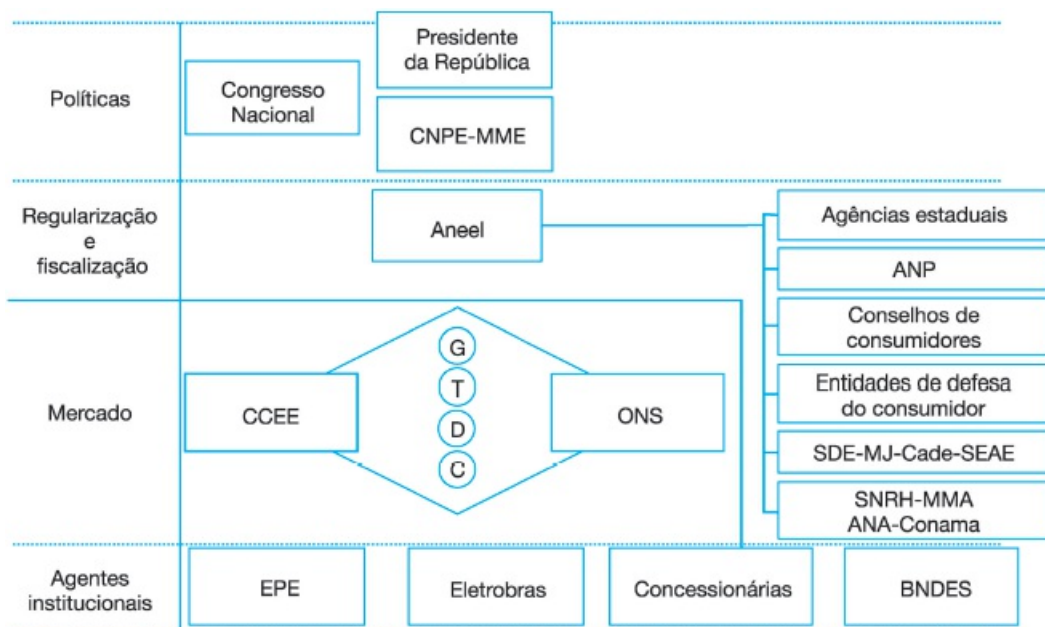 Políticas
Congresso
Nacional
Presidente
da República
CNPE-MME
Regularização
e
fiscalização
Aneel
Agências estaduais
ANP
Conselhos de
consumidores
Entidades de defesa
do consumidor
SDE-MJ-Cade-SEAE
SNRH-MMA
ANA-Conama
Mercado
CCEE
G
T
D
C
ONS
Agentes
institucionais
EPE
Eletrobras
Concessionárias
BNDES